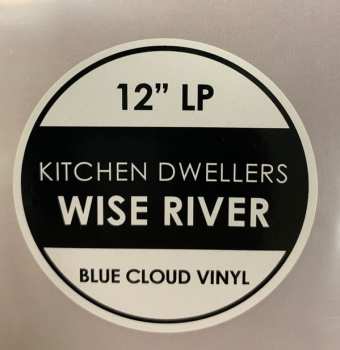 12” LP
KITCHEN DWELLERS
WISE RIVER
BLUE CLOUD VINYL